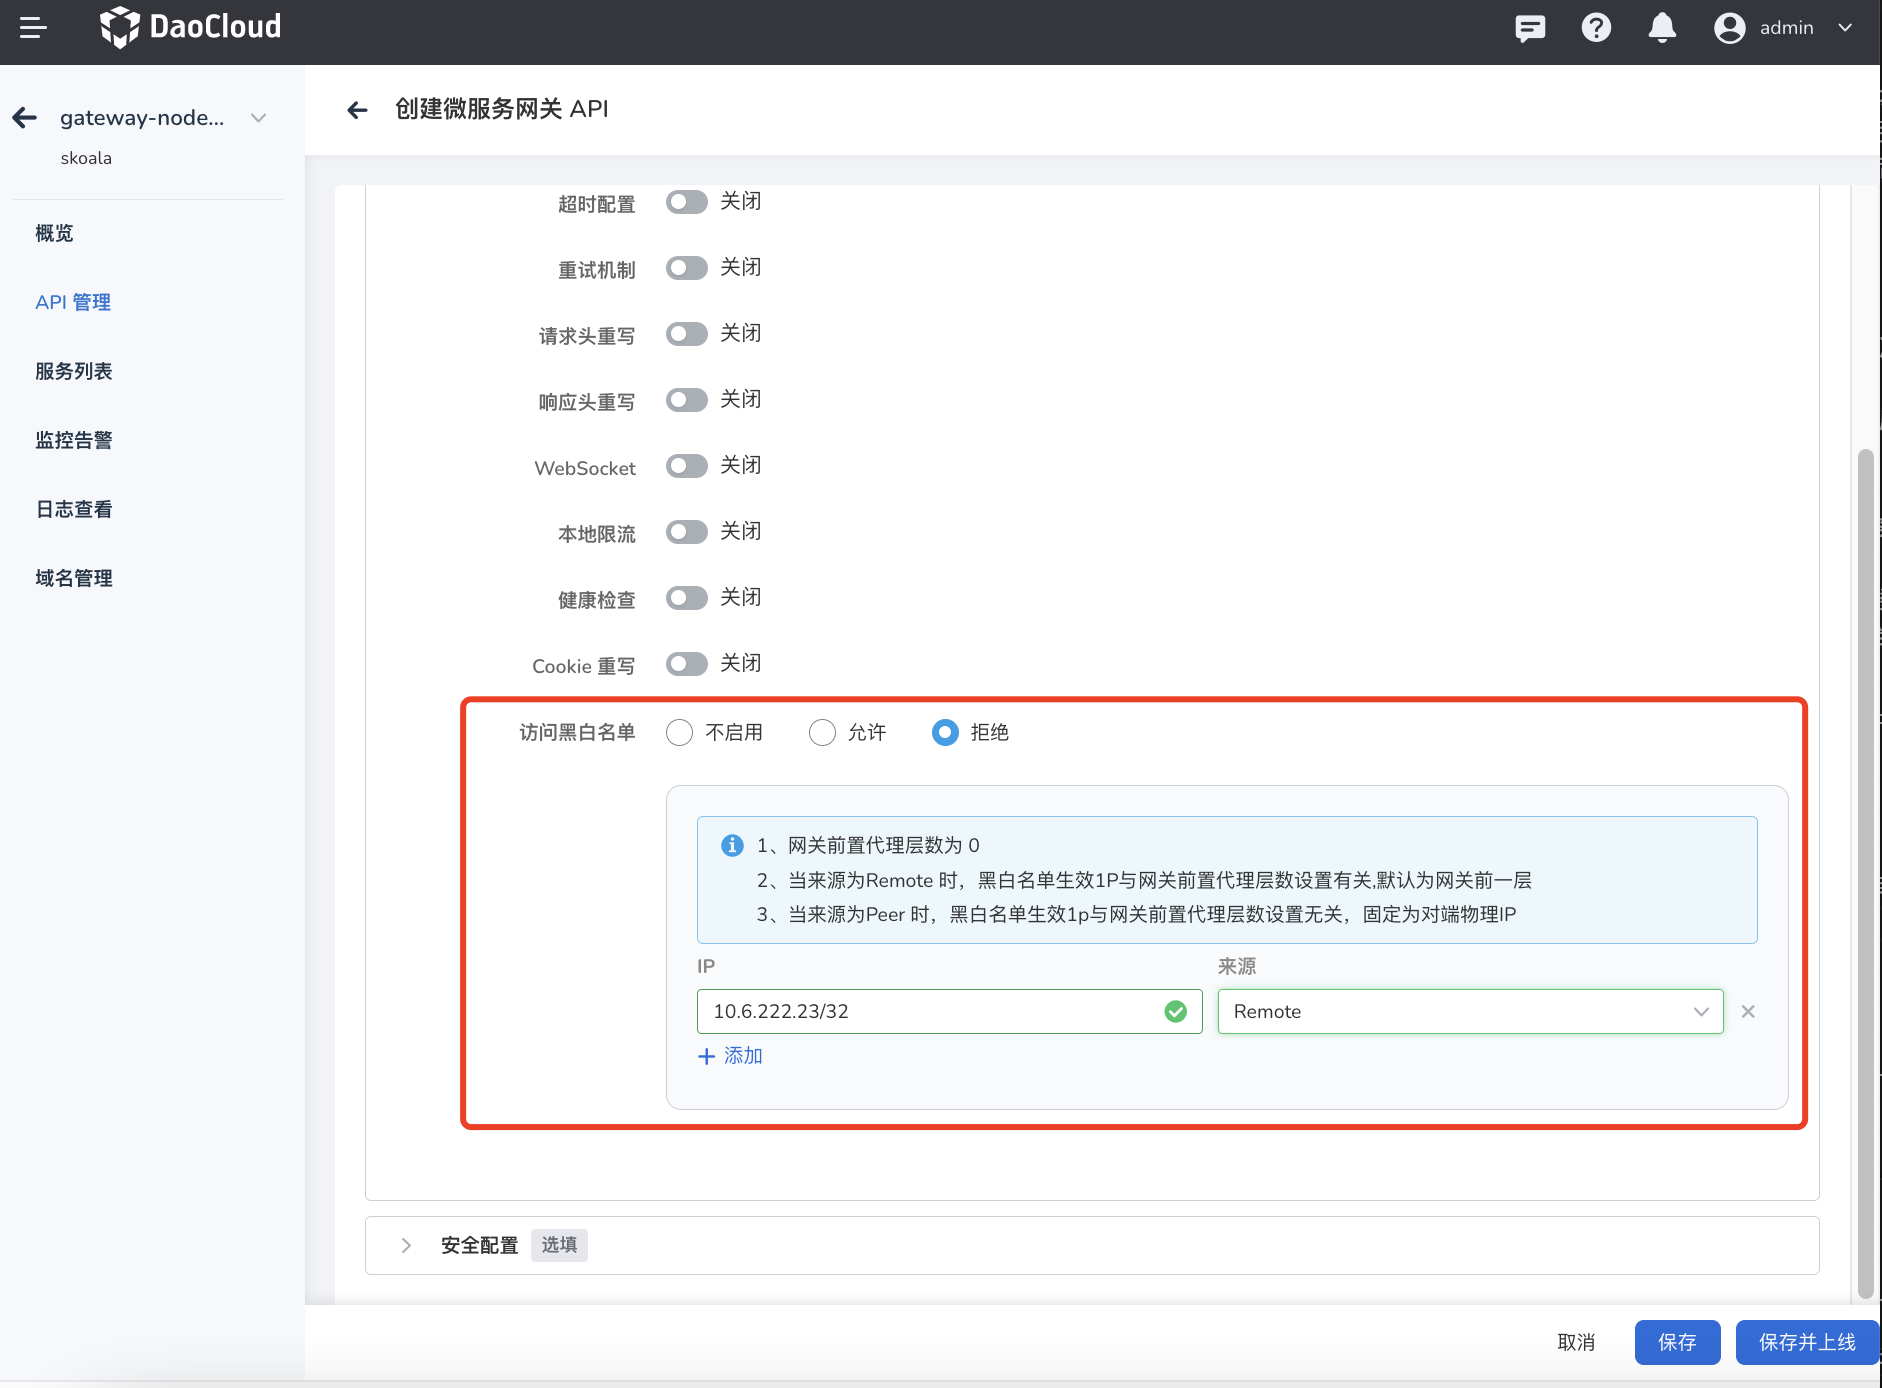 DaoCloud
admin
gateway-node...
skoala
概览
API 管理
服务列表
监控告警
日志查看
域名管理
创建微服务网关 API
超时配置 关闭
重试机制 关闭
请求头重写 关闭
响应头重写 关闭
WebSocket 关闭
本地限流 关闭
健康检查 关闭
Cookie 重写 关闭
访问黑白名单 不启用 允许 拒绝
1、网关前置代理层数为 0
2、当来源为Remote 时，黑白名单生效1P与网关前置代理层数设置有关,默认为网关前一层
3、当来源为Peer 时，黑白名单生效1p与网关前置代理层数设置无关，固定为对端物理IP
IP 来源
10.6.222.23/32 Remote
添加
安全配置 选填
取消 保存 保存并上线